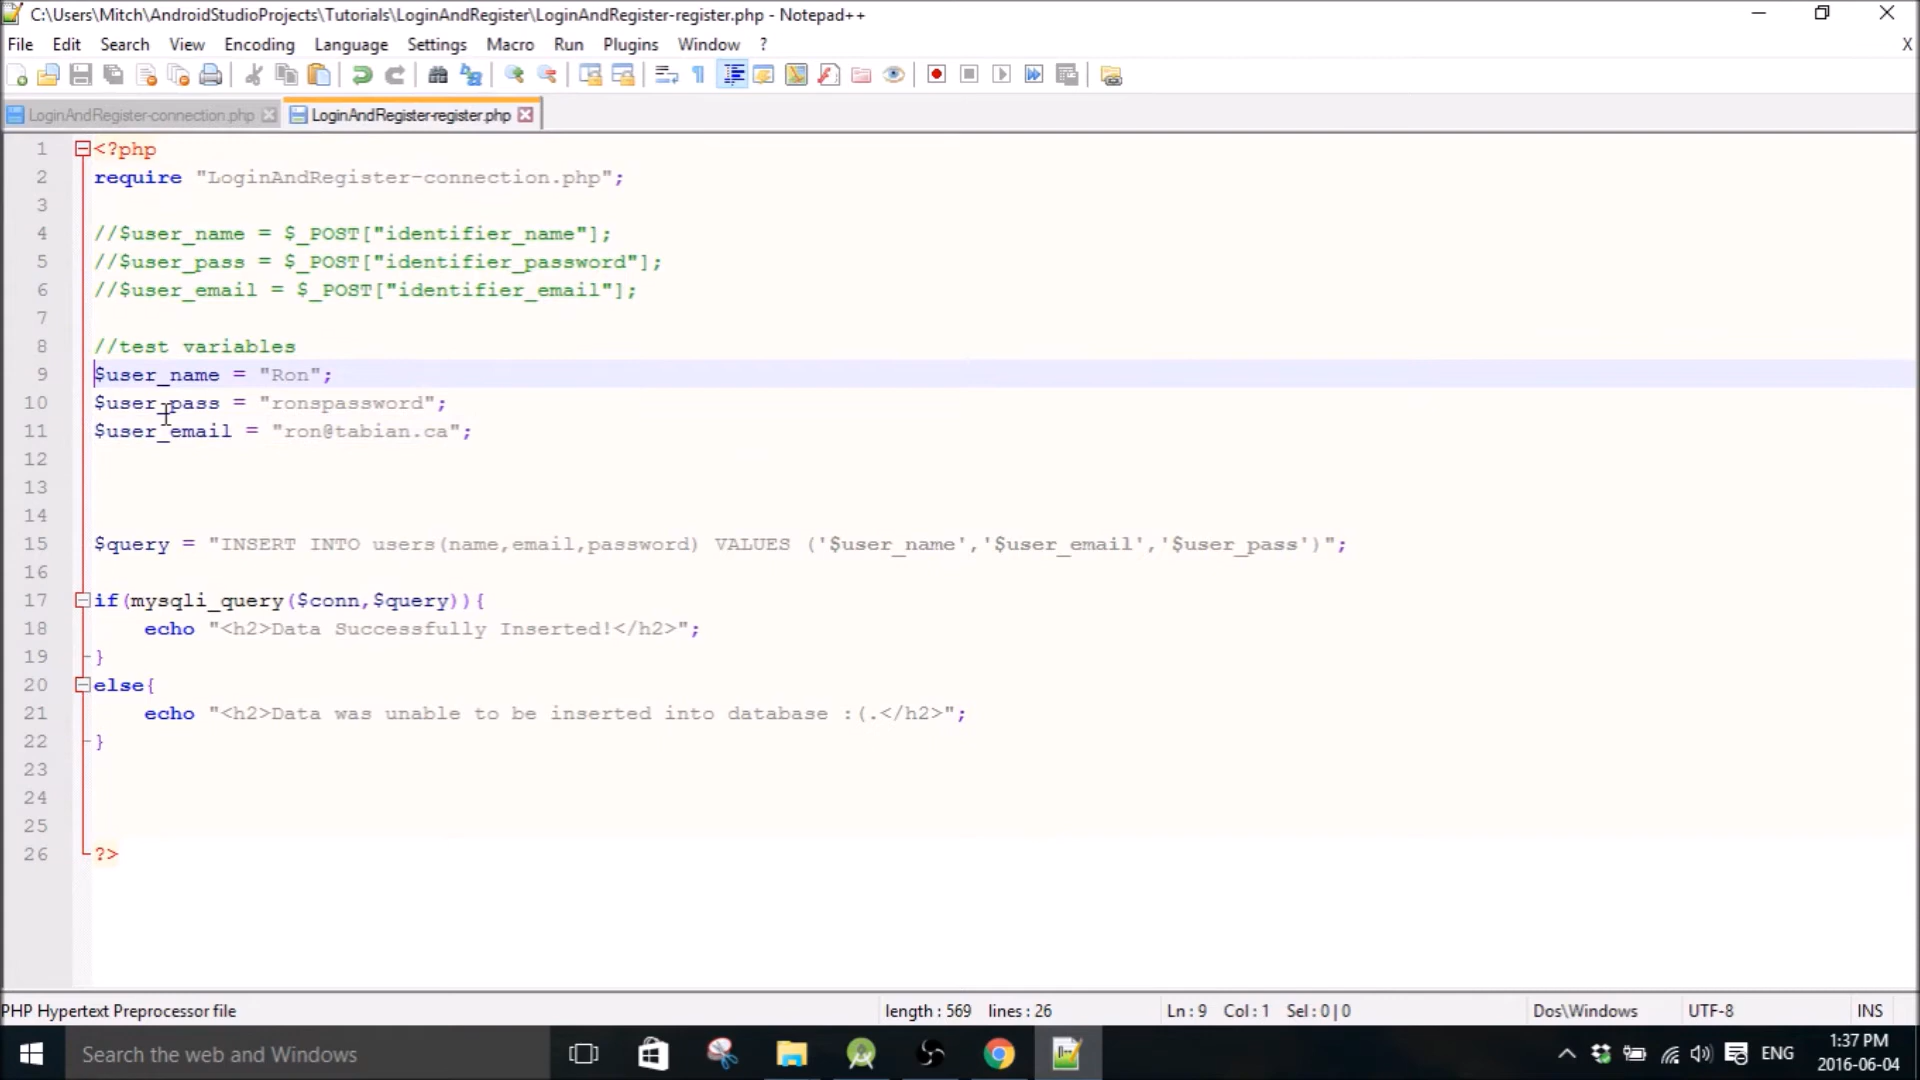 C:\Users\Mitch\AndroidStudioProjects\Tutorials\LoginAndRegister\LoginAndRegister-register.php - Notepad++
File Edit Search View Encoding Language Settings Macro Run Plugins Window ? X
LoginAndRegister-connection.php LoginAndRegister-register.php
1 <?php
2 require "LoginAndRegister-connection.php";
3
4 //$user_name = $_POST["identifier_name"];
5 //$user_pass = $_POST["identifier_password"];
6 //$user_email = $_POST["identifier_email"];
7
8 //test variables
9 $user_name = "Ron";
10 $user_pass = "ronspassword";
11 $user_email = "ron@tabian.ca";
12
13
14
15 $query = "INSERT INTO users(name,email,password) VALUES ('$user_name','$user_email','$user_pass')";
16
17 if(mysqli_query($conn,$query)){
18 echo "<h2>Data Successfully Inserted!</h2>";
19 }
20 else{
21 echo "<h2>Data was unable to be inserted into database :(.</h2>";
22 }
23
24
25
26 ?>
PHP Hypertext Preprocessor file length : 569 lines : 26 Ln : 9 Col : 1 Sel : 0 | 0 Dos\Windows UTF-8 INS
Search the web and Windows ENG 1:37 PM
2016-06-04